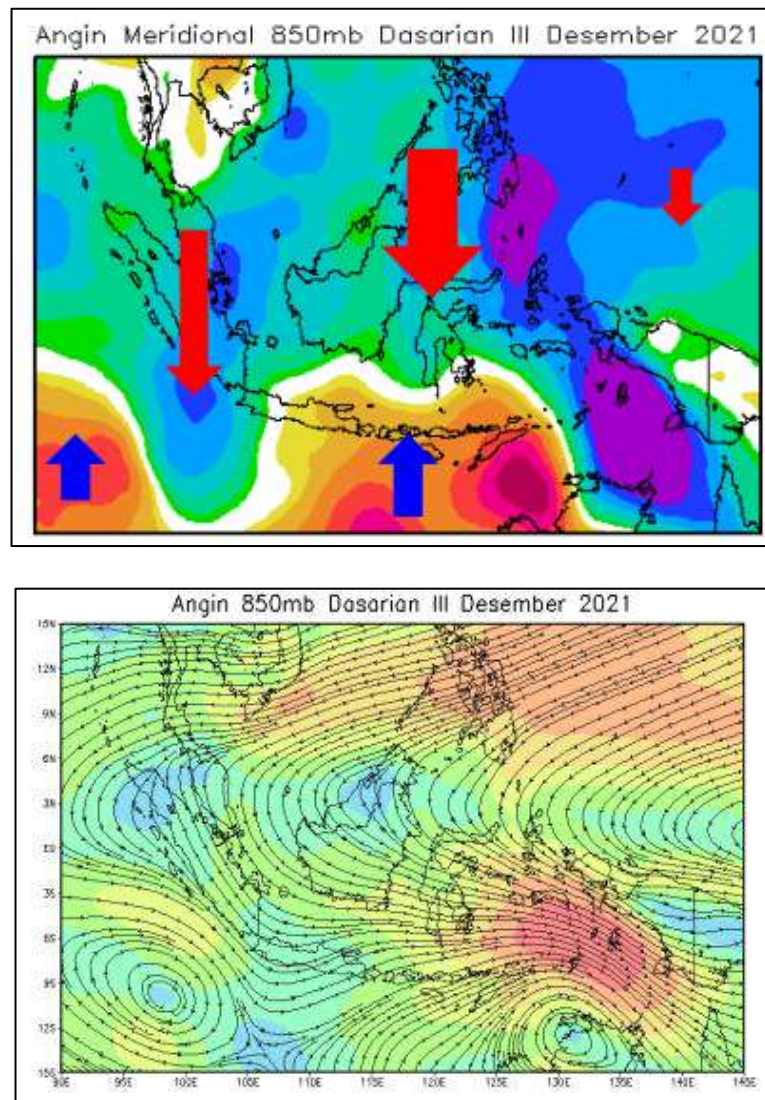 Angin Meridional 850mb Dasarian III Desember 2021
Angin 850mb Dasarian III Desember 2021
15N
12N
9N
6N
3N
EQ
3S
6S
9S
12S
15S
90E 95E 100E 105E 110E 115E 120E 125E 130E 135E 140E 145E